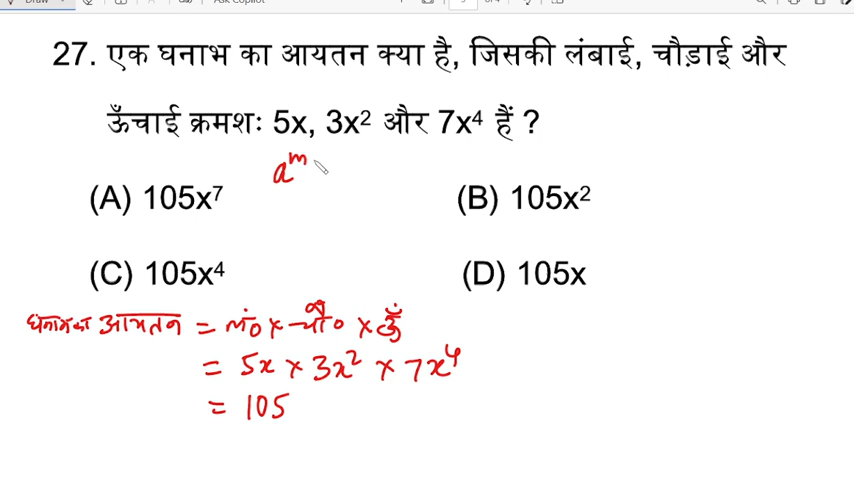 27. एक घनाभ का आयतन क्या है, जिसकी लंबाई, चौड़ाई और
ऊँचाई क्रमशः 5x, 3x² और 7x⁴ हैं ?
aᵐ
(A) 105x⁷ (B) 105x²
(C) 105x⁴ (D) 105x
घनाभ का आयतन = लं० × चौ० × ऊँ
= 5x × 3x² × 7x⁴
= 105